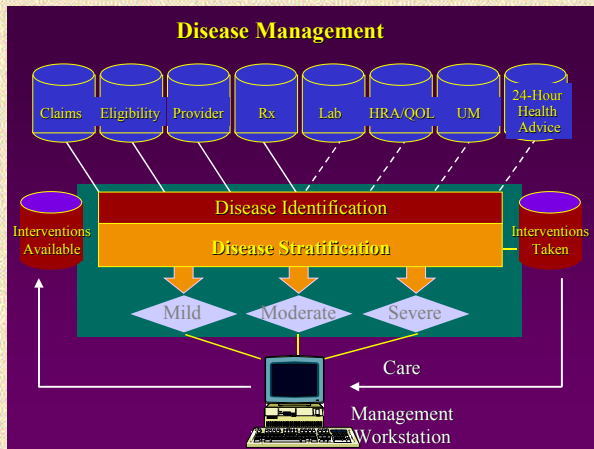 Disease Management
Claims
Eligibility
Provider
Rx
Lab
HRA/QOL
UM
24-Hour
Health
Advice
Disease Identification
Interventions
Available
Disease Stratification
Interventions
Taken
Mild
Moderate
Severe
Care
Management
Workstation